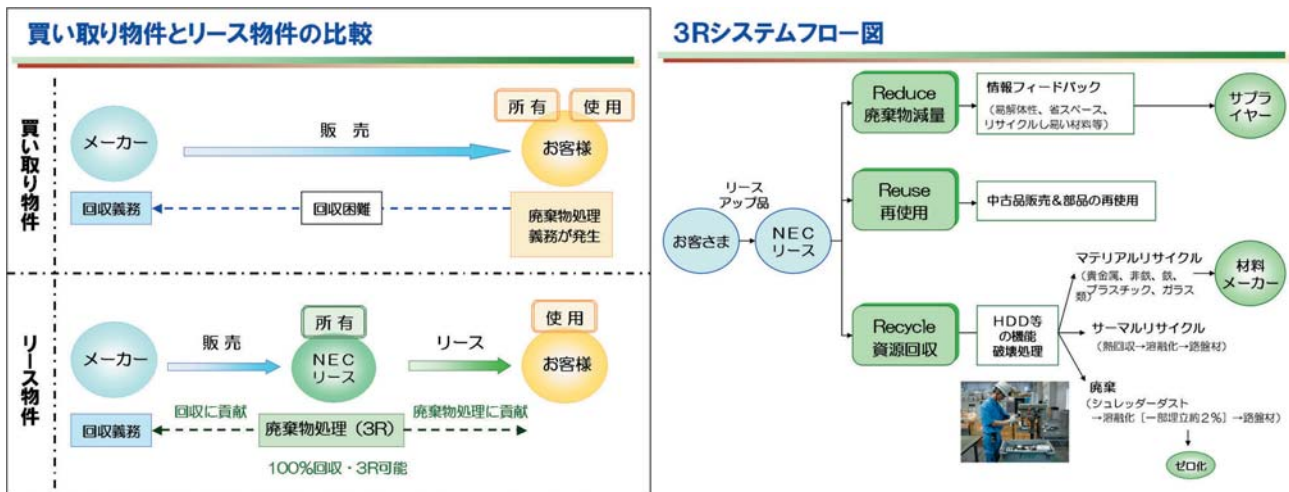 買い取り物件とリース物件の比較
買い取り物件
メーカー
販 売
所 有
使 用
お客様
回収義務
回収困難
廃棄物処理
義務が発生
リース物件
メーカー
販 売
所 有
NEC
リース
リース
使 用
お客様
回収義務
回収に貢献
廃棄物処理(3R)
廃棄物処理に貢献
100%回収・3R可能
3Rシステムフロー図
お客さま
リース
アップ品
NEC
リース
Reduce
廃棄物減量
情報フィードバック
(易解体性、省スペース、
リサイクルし易い材料等)
サプラ
イヤー
Reuse
再使用
中古品販売&部品の再使用
Recycle
資源回収
HDD等
の機能
破壊処理
マテリアルリサイクル
(貴金属、非鉄、鉄、
プラスチック、ガラス
類)
材料
メーカー
サーマルリサイクル
(熱回収→溶融化→路盤材)
廃棄
(シュレッダーダスト
→溶融化[一部埋立約2%]→路盤材)
ゼロ化